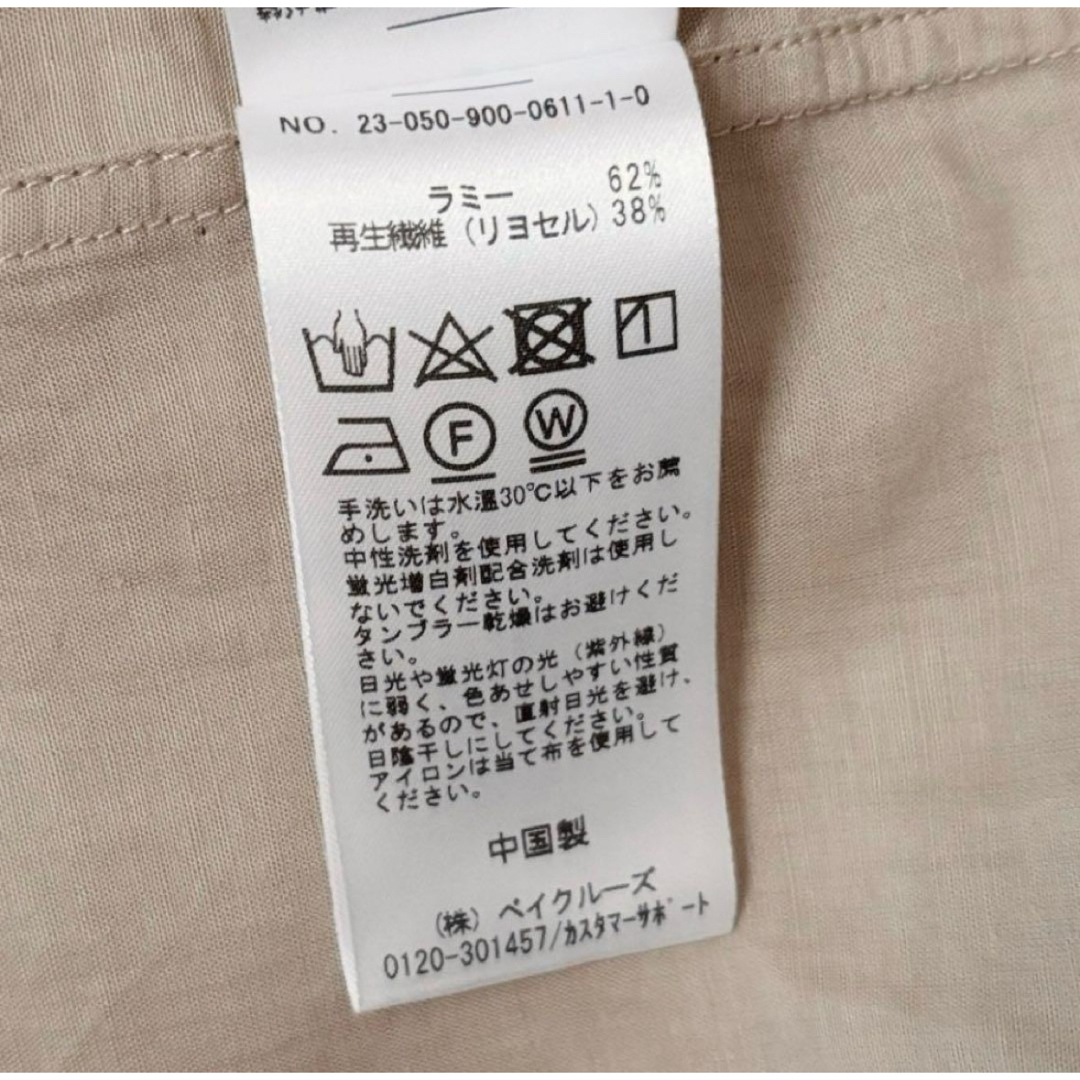 NO. 23-050-900-0611-1-0
ラミー 62%
再生繊維(リヨセル)38%
F W
手洗いは水温30℃以下をお薦
めします。
中性洗剤を使用してください。
蛍光増白剤配合洗剤は使用し
ないでください。
タンブラー乾燥はお避けくだ
さい。
日光や蛍光灯の光(紫外線)
に弱く、色あせしやすい性質
があるので、直射日光を避け、
日陰干しにしてください。
アイロンは当て布を使用して
ください。
中国製
(株)ベイクルーズ
0120-301457/カスタマーサポート